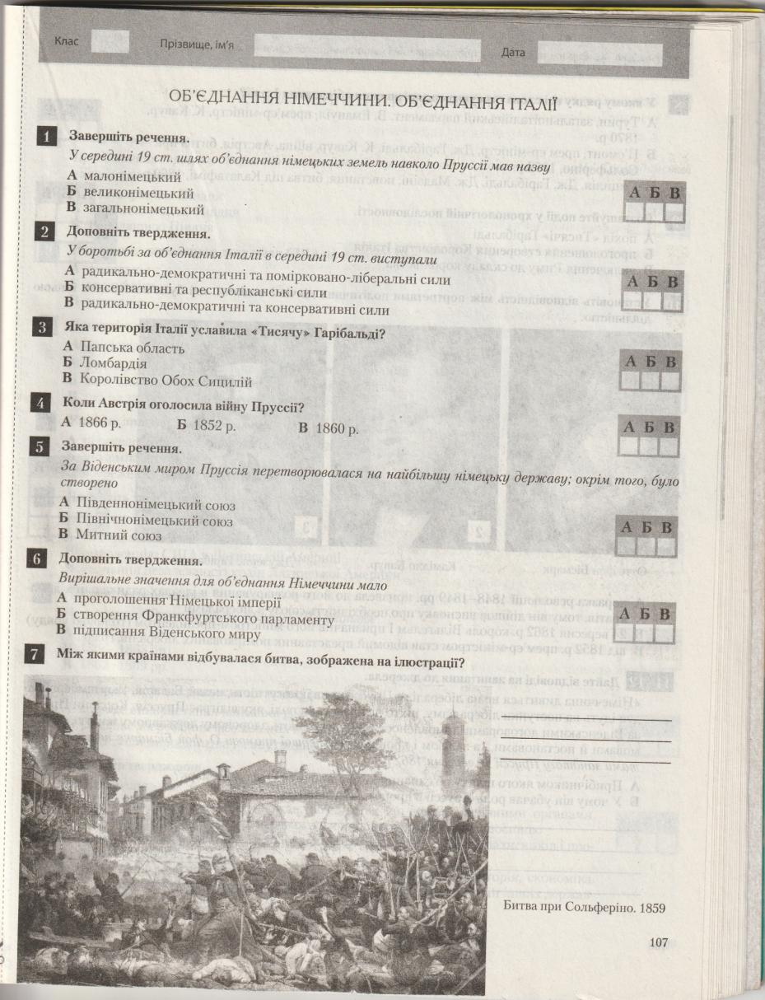 Клас
Прізвище, ім'я
Дата
ОБ'ЄДНАННЯ НІМЕЧЧИНИ. ОБ'ЄДНАННЯ ІТАЛІЇ
1 Завершіть речення.
У середині 19 ст. шлях об'єднання німецьких земель навколо Пруссії мав назву
А малонімецький
Б великонімецький
В загальнонімецький
А Б В
2 Доповніть твердження.
У боротьбі за об'єднання Італії в середині 19 ст. виступали
А радикально-демократичні та помірковано-ліберальні сили
Б консервативні та республіканські сили
В радикально-демократичні та консервативні сили
А Б В
3 Яка територія Італії уславила «Тисячу» Гарібальді?
А Папська область
Б Ломбардія
В Королівство Обох Сицилій
А Б В
4 Коли Австрія оголосила війну Пруссії?
А 1866 р. Б 1852 р. В 1860 р.
А Б В
5 Завершіть речення.
За Віденським миром Пруссія перетворювалася на найбільшу німецьку державу; окрім того, було
створено
А Південнонімецький союз
Б Північнонімецький союз
В Митний союз
А Б В
6 Доповніть твердження.
Вирішальне значення для об'єднання Німеччини мало
А проголошення Німецької імперії
Б створення Франкфуртського парламенту
В підписання Віденського миру
А Б В
7 Між якими країнами відбувалася битва, зображена на ілюстрації?
Битва при Сольферіно. 1859
107